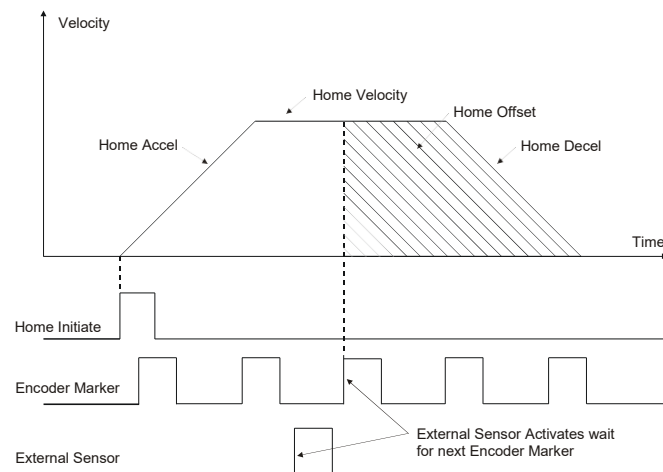 Velocity
Home Velocity
Home Offset
Home Accel
Home Decel
Time
Home Initiate
Encoder Marker
External Sensor Activates wait
for next Encoder Marker
External Sensor